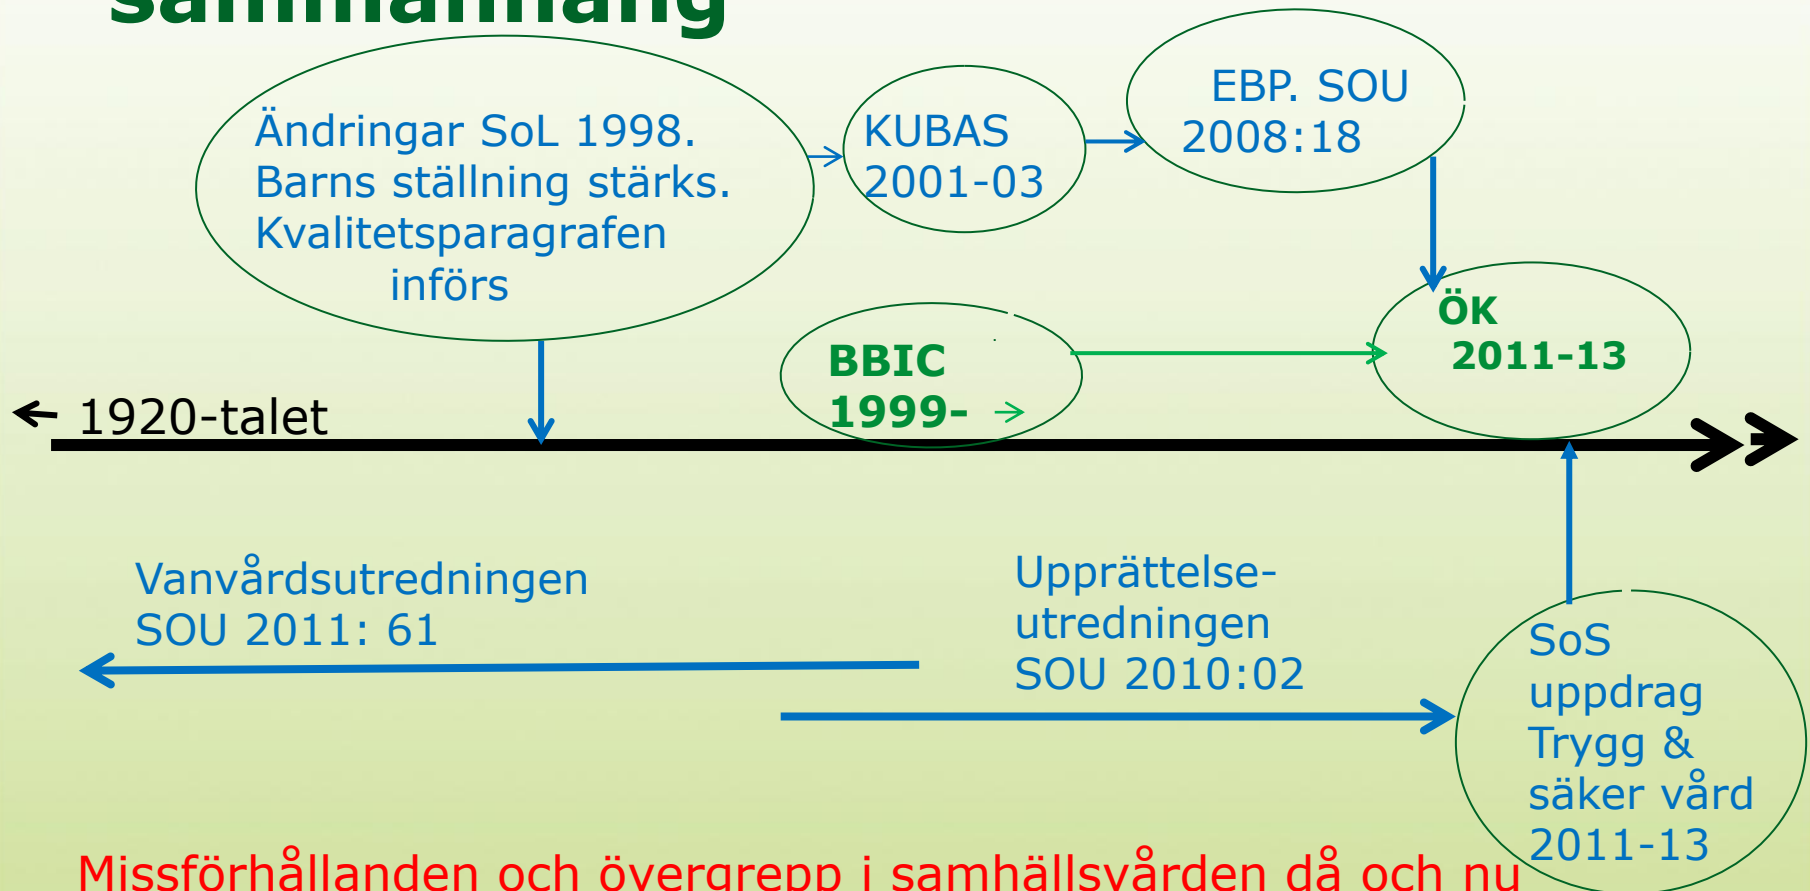 sammanhang
Ändringar SoL 1998.
Barns ställning stärks.
Kvalitetsparagrafen
införs
KUBAS
2001-03
EBP. SOU
2008:18
BBIC
1999-
ÖK
2011-13
1920-talet
Vanvårdsutredningen
SOU 2011: 61
Upprättelse-
utredningen
SOU 2010:02
SoS
uppdrag
Trygg &
säker vård
2011-13
Missförhållanden och övergrepp i samhällsvården då och nu